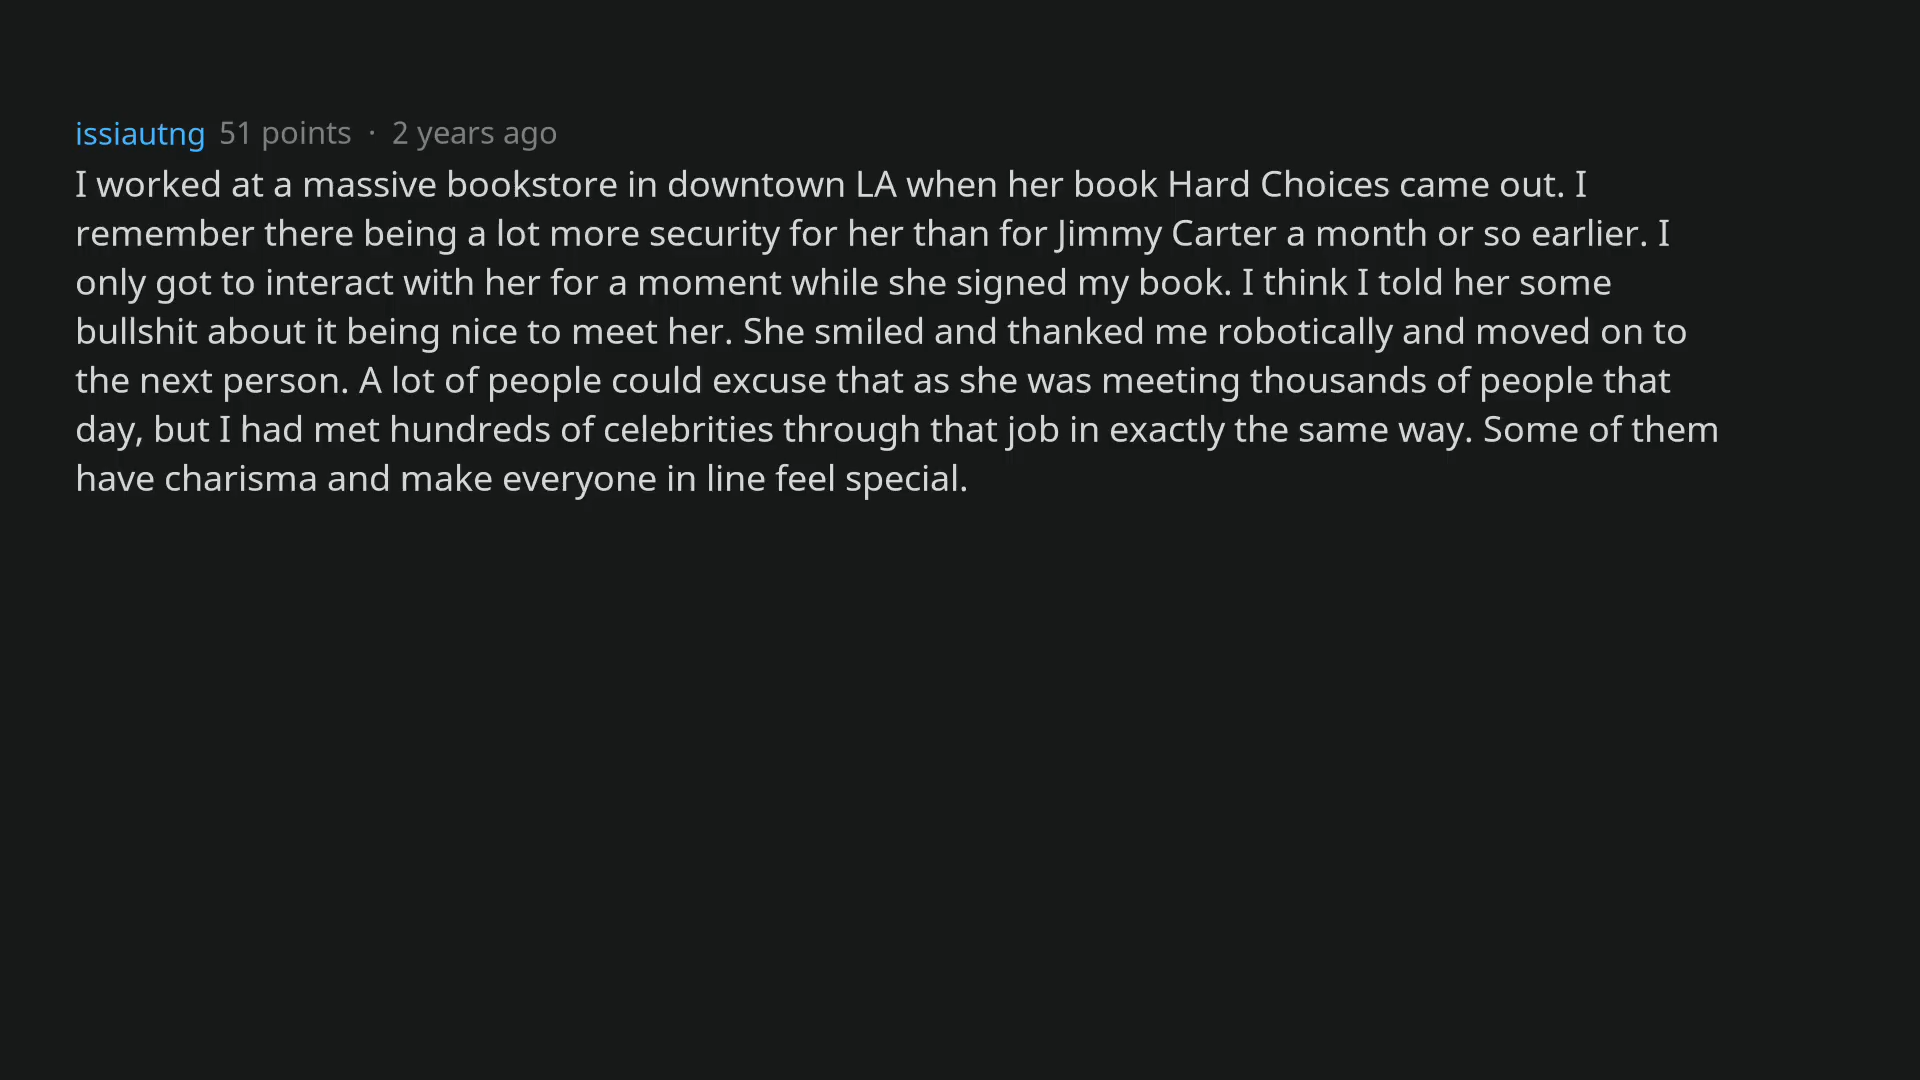 issiautng 51 points · 2 years ago
I worked at a massive bookstore in downtown LA when her book Hard Choices came out. I
remember there being a lot more security for her than for Jimmy Carter a month or so earlier. I
only got to interact with her for a moment while she signed my book. I think I told her some
bullshit about it being nice to meet her. She smiled and thanked me robotically and moved on to
the next person. A lot of people could excuse that as she was meeting thousands of people that
day, but I had met hundreds of celebrities through that job in exactly the same way. Some of them
have charisma and make everyone in line feel special.